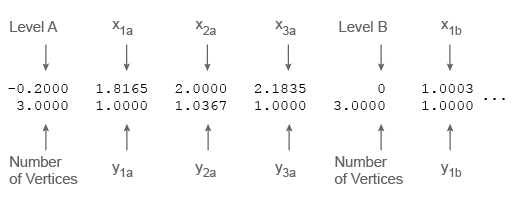 Level A x1a x2a x3a Level B x1b
-0.2000 1.8165 2.0000 2.1835 0 1.0003
3.0000 1.0000 1.0367 1.0000 3.0000 1.0000 ...
Number of Vertices y1a y2a y3a Number of Vertices y1b